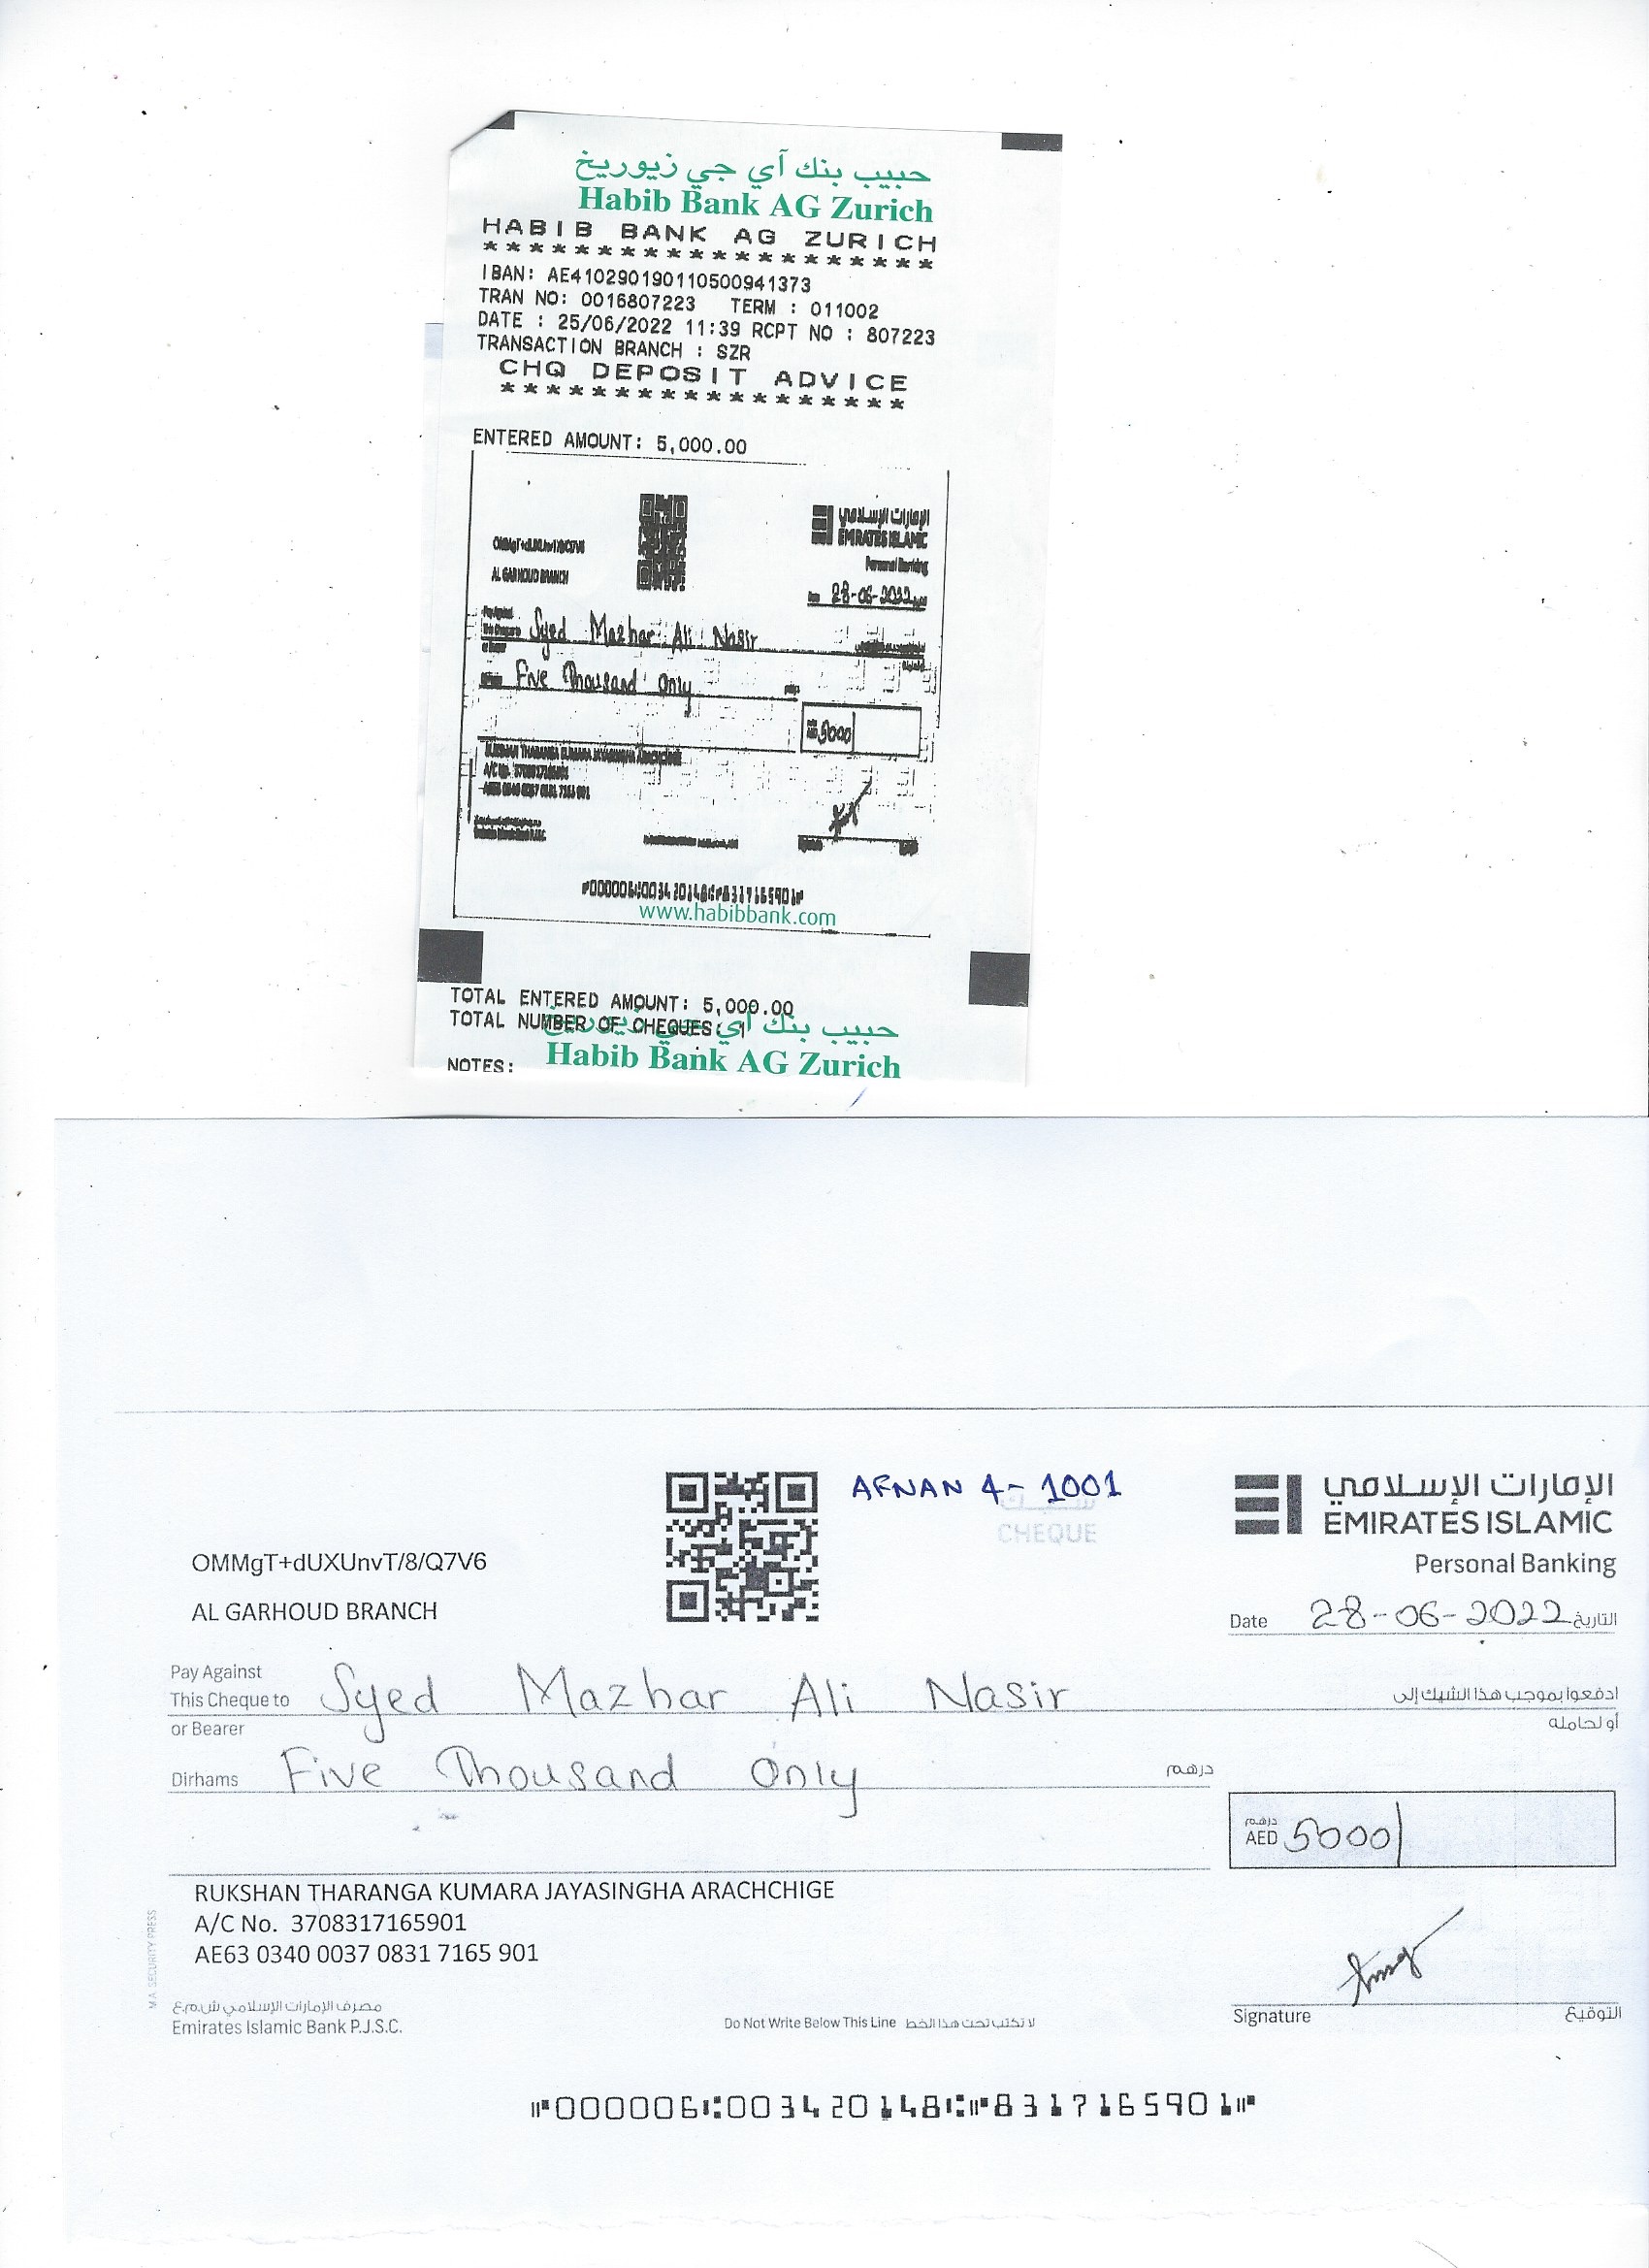 حبيب بنك آي جي زيوريخ
Habib Bank AG Zurich
HABIB BANK AG ZURICH
********************
IBAN: AE410290190110500941373
TRAN NO: 0016807223 TERM : 011002
DATE : 25/06/2022 11:39 RCPT NO : 807223
TRANSACTION BRANCH : SZR
CHQ DEPOSIT ADVICE
******************
ENTERED AMOUNT: 5,000.00
الإمارات الإسلامي
EMIRATES ISLAMIC
Personal Banking
AL GARHOUD BRANCH
Date 28-06-2022
Syed Mazhar Ali Nasir
Five Thousand Only
5000
RUKSHAN THARANGA KUMARA JAYASINGHA ARACHCHIGE
A/C No. 3708317165901
AE63 0340 0037 0831 7165 901
⑈000006⑆003420148⑆⑈8317165901⑈
www.habibbank.com
TOTAL ENTERED AMOUNT: 5,000.00
TOTAL NUMBER OF CHEQUES: 1
حبيب بنك آي جي زيوريخ
NOTES:
Habib Bank AG Zurich
AFNAN 4- 1001
شيك
CHEQUE
الإمارات الإسلامي
EMIRATES ISLAMIC
Personal Banking
OMMgT+dUXUnvT/8/Q7V6
AL GARHOUD BRANCH
Date 28-06-2022 التاريخ
Pay Against
This Cheque to Syed Mazhar Ali Nasir ادفعوا بموجب هذا الشيك إلى
or Bearer أو لحامله
Dirhams Five Thousand Only درهم
درهم
AED 5000
RUKSHAN THARANGA KUMARA JAYASINGHA ARACHCHIGE
A/C No. 3708317165901
AE63 0340 0037 0831 7165 901
M.A. SECURITY PRESS
مصرف الإمارات الإسلامي ش.م.ع
Emirates Islamic Bank P.J.S.C.
Do Not Write Below This Line لا تكتب تحت هذا الخط
Signature التوقيع
⑈000006⑆003420148⑆⑈8317165901⑈